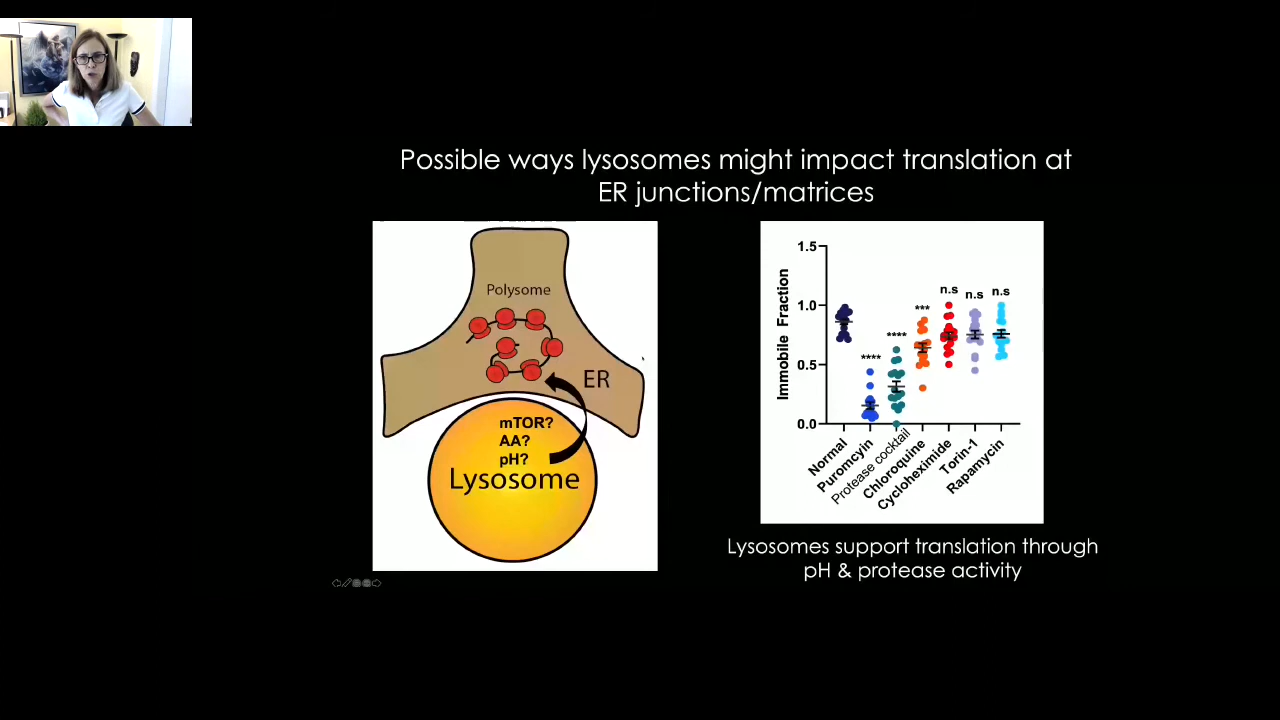 Possible ways lysosomes might impact translation at
ER junctions/matrices
Polysome
ER
mTOR?
AA?
pH?
Lysosome
Immobile Fraction
1.5
1.0
0.5
0.0
****
****
***
n.s
n.s
n.s
Normal
Puromcyin
Protease cocktail
Chloroquine
Cycloheximide
Torin-1
Rapamycin
Lysosomes support translation through
pH & protease activity